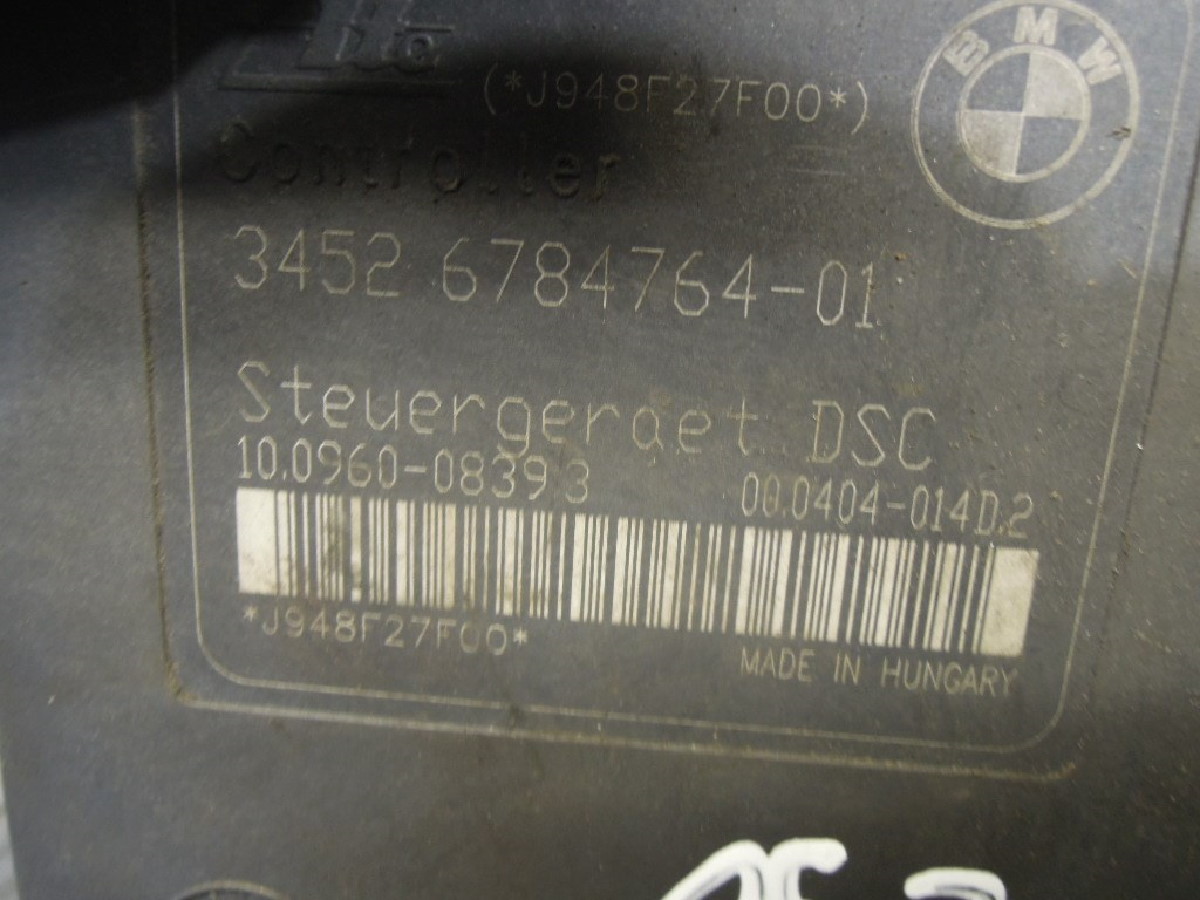 BMW
(*J948F27F00*)
Controller
3452 6784764-01
Steuergeraet DSC
10.0960-0839.3 00.0404-014D.2
*J948F27F00*
MADE IN HUNGARY